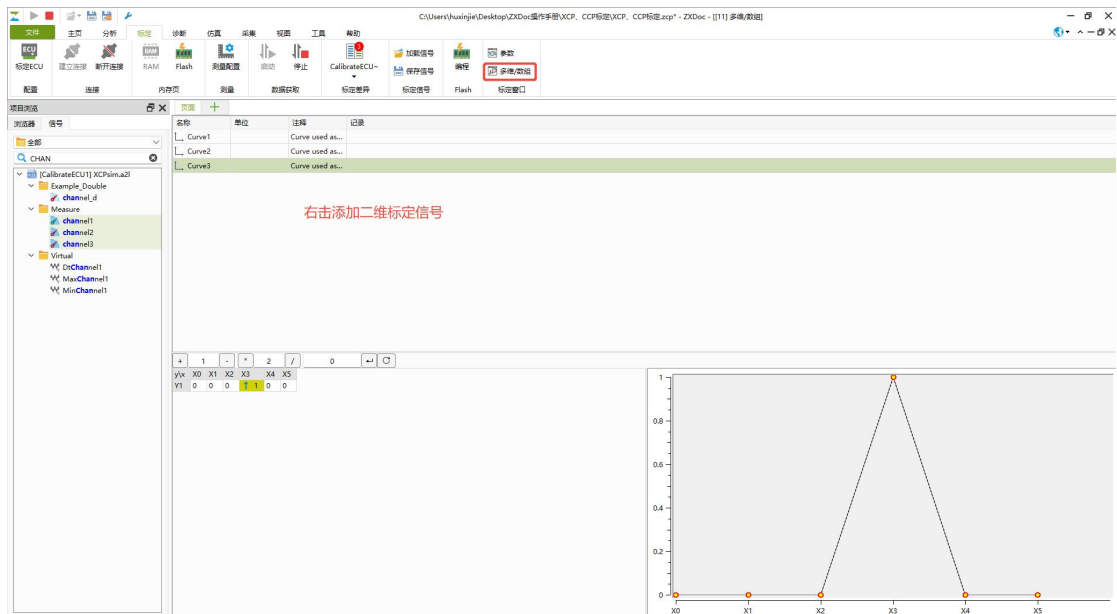 C:\Users\huxinjie\Desktop\ZXDoc操作手册\XCP、CCP标定\XCP、CCP标定.zcp* - ZXDoc - [[11] 多维/数组]
文件 主页 分析 标定 诊断 仿真 采集 视图 工具 帮助
标定ECU 建立连接 断开连接 RAM Flash 测量配置 启动 停止 CalibrateECU~ 3 加载信号 保存信号 编程 参数 多维/数组
配置 连接 内存页 测量 数据获取 标定差异 标定信号 Flash 标定窗口
项目浏览 页面
浏览器 信号
全部
CHAN
[CalibrateECU1] XCPsim.a2l
Example_Double
channel_d
Measure
channel1
channel2
channel3
Virtual
DtChannel1
MaxChannel1
MinChannel1
名称 单位 注释 记录
Curve1 Curve used as...
Curve2 Curve used as...
Curve3 Curve used as...
右击添加二维标定信号
+ 1 - * 2 / 0
y\x X0 X1 X2 X3 X4 X5
Y1 0 0 0 ↑ 1 0 0
1
0.8
0.6
0.4
0.2
0
X0 X1 X2 X3 X4 X5